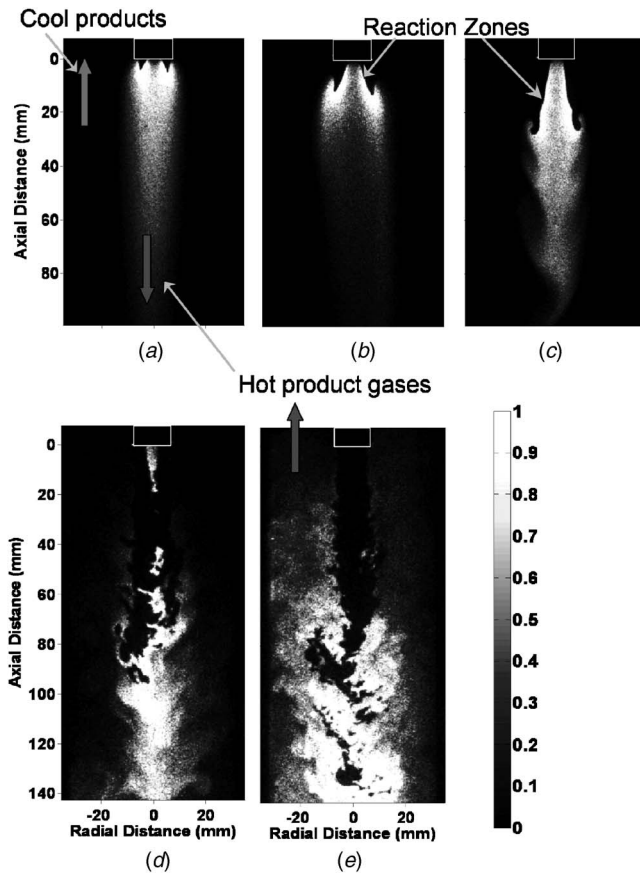 Cool products
Reaction Zones
0
20
40
60
80
Axial Distance (mm)
(a)
(b)
(c)
Hot product gases
0
20
40
60
80
100
120
140
Axial Distance (mm)
-20 0 20
Radial Distance (mm)
(d)
-20 0 20
Radial Distance (mm)
(e)
1
0.9
0.8
0.7
0.6
0.5
0.4
0.3
0.2
0.1
0